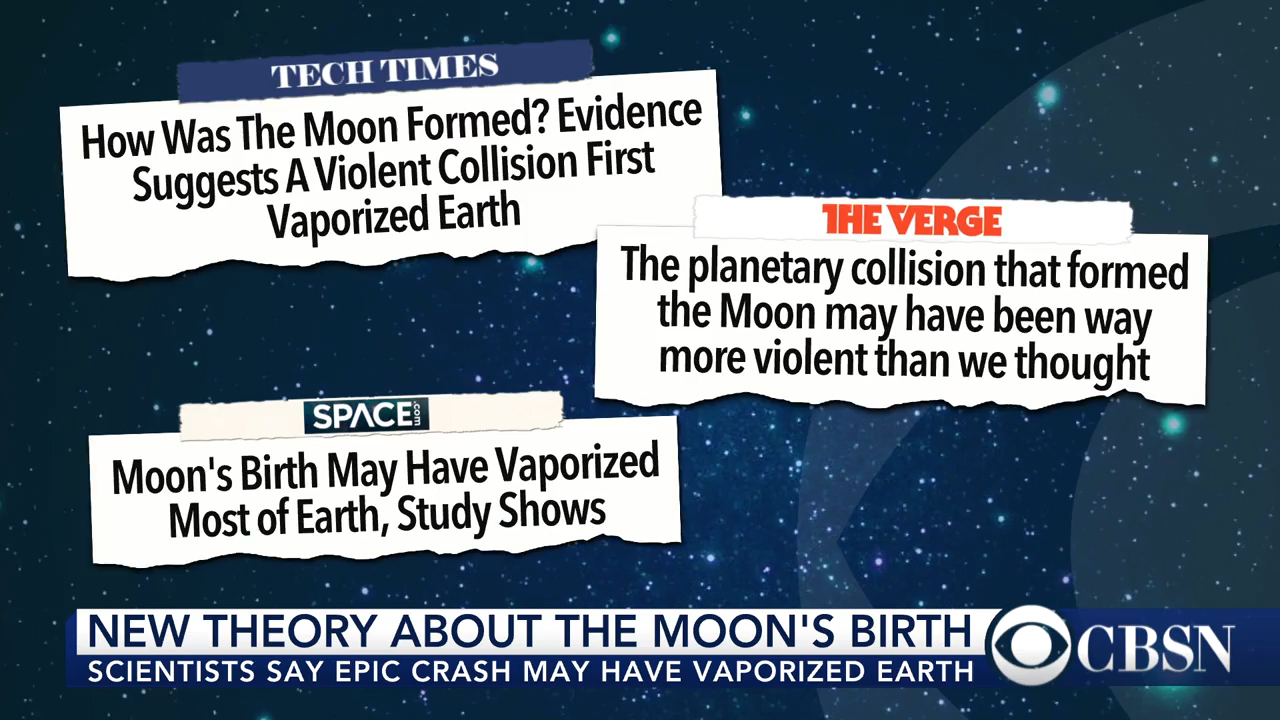 TECH TIMES
How Was The Moon Formed? Evidence
Suggests A Violent Collision First
Vaporized Earth
THE VERGE
The planetary collision that formed
the Moon may have been way
more violent than we thought
SPACE.com
Moon's Birth May Have Vaporized
Most of Earth, Study Shows
NEW THEORY ABOUT THE MOON'S BIRTH
SCIENTISTS SAY EPIC CRASH MAY HAVE VAPORIZED EARTH
CBSN